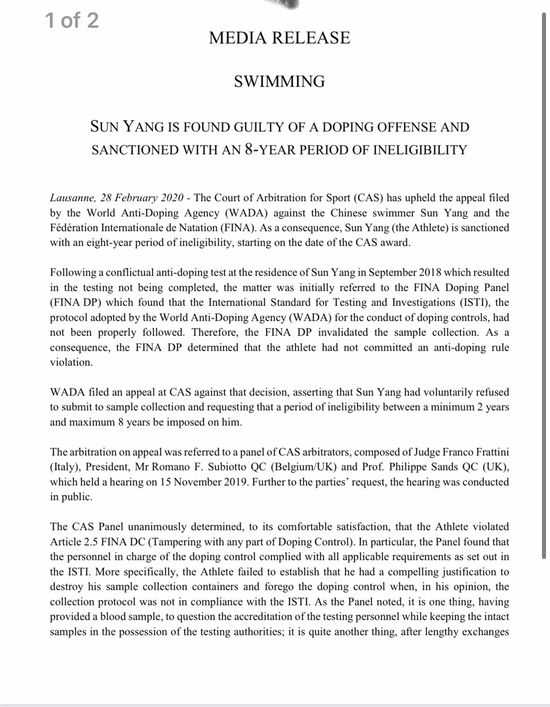 1 of 2
MEDIA RELEASE
SWIMMING
SUN YANG IS FOUND GUILTY OF A DOPING OFFENSE AND
SANCTIONED WITH AN 8-YEAR PERIOD OF INELIGIBILITY
Lausanne, 28 February 2020 - The Court of Arbitration for Sport (CAS) has upheld the appeal filed
by the World Anti-Doping Agency (WADA) against the Chinese swimmer Sun Yang and the
Fédération Internationale de Natation (FINA). As a consequence, Sun Yang (the Athlete) is sanctioned
with an eight-year period of ineligibility, starting on the date of the CAS award.
Following a conflictual anti-doping test at the residence of Sun Yang in September 2018 which resulted
in the testing not being completed, the matter was initially referred to the FINA Doping Panel
(FINA DP) which found that the International Standard for Testing and Investigations (ISTI), the
protocol adopted by the World Anti-Doping Agency (WADA) for the conduct of doping controls, had
not been properly followed. Therefore, the FINA DP invalidated the sample collection. As a
consequence, the FINA DP determined that the athlete had not committed an anti-doping rule
violation.
WADA filed an appeal at CAS against that decision, asserting that Sun Yang had voluntarily refused
to submit to sample collection and requesting that a period of ineligibility between a minimum 2 years
and maximum 8 years be imposed on him.
The arbitration on appeal was referred to a panel of CAS arbitrators, composed of Judge Franco Frattini
(Italy), President, Mr Romano F. Subiotto QC (Belgium/UK) and Prof. Philippe Sands QC (UK),
which held a hearing on 15 November 2019. Further to the parties' request, the hearing was conducted
in public.
The CAS Panel unanimously determined, to its comfortable satisfaction, that the Athlete violated
Article 2.5 FINA DC (Tampering with any part of Doping Control). In particular, the Panel found that
the personnel in charge of the doping control complied with all applicable requirements as set out in
the ISTI. More specifically, the Athlete failed to establish that he had a compelling justification to
destroy his sample collection containers and forego the doping control when, in his opinion, the
collection protocol was not in compliance with the ISTI. As the Panel noted, it is one thing, having
provided a blood sample, to question the accreditation of the testing personnel while keeping the intact
samples in the possession of the testing authorities; it is quite another thing, after lengthy exchanges